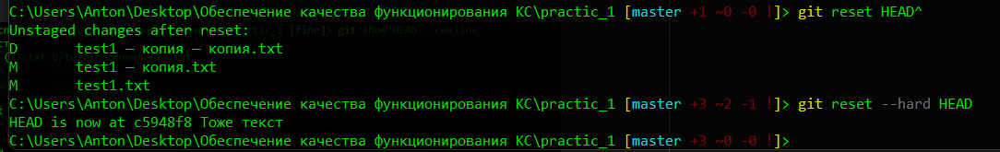 C:\Users\Anton\Desktop\Обеспечение качества функционирования КС\practic_1 [master +1 ~0 -0 !]> git reset HEAD^
Unstaged changes after reset:
D       test1 — копия — копия.txt
M       test1 — копия.txt
M       test1.txt
C:\Users\Anton\Desktop\Обеспечение качества функционирования КС\practic_1 [master +3 ~2 -1 !]> git reset --hard HEAD
HEAD is now at c5948f8 Тоже текст
C:\Users\Anton\Desktop\Обеспечение качества функционирования КС\practic_1 [master +3 ~0 -0 !]>